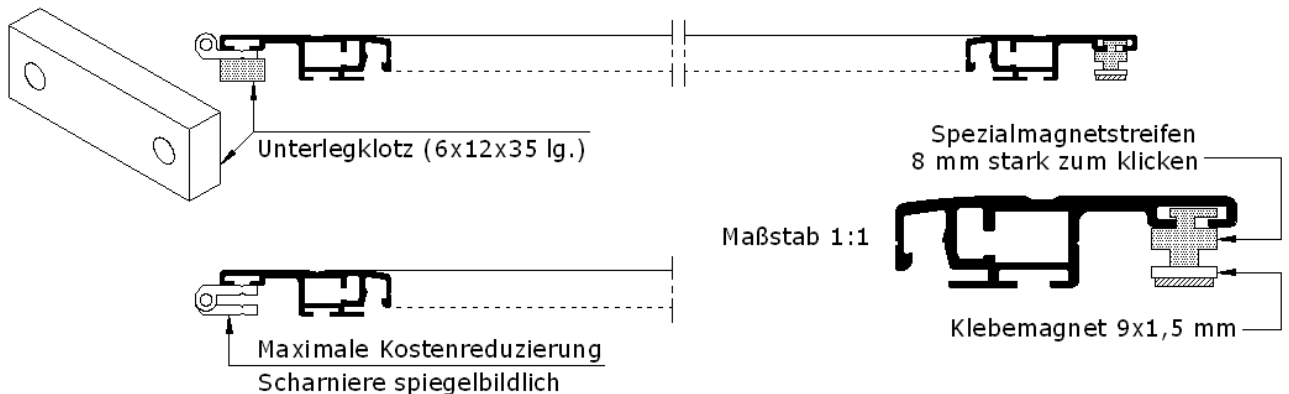 Unterlegklotz (6x12x35 lg.)
Spezialmagnetstreifen
8 mm stark zum klicken
Maßstab 1:1
Klebemagnet 9x1,5 mm
Maximale Kostenreduzierung
Scharniere spiegelbildlich